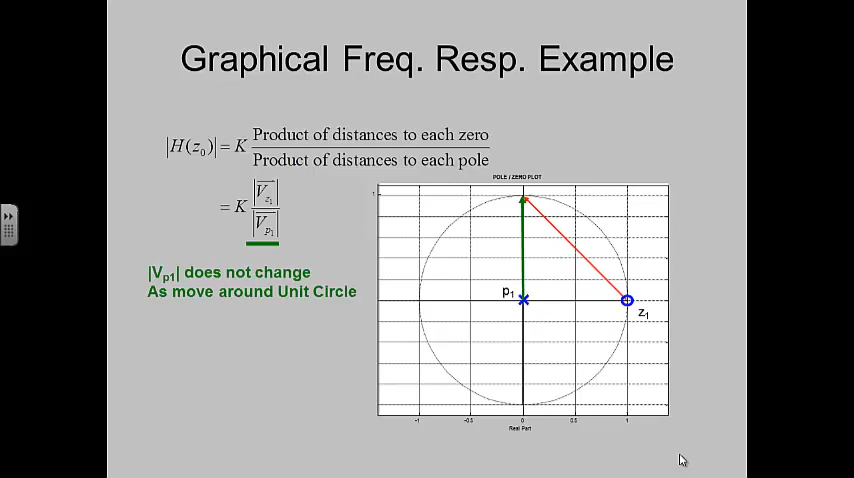 Graphical Freq. Resp. Example
|H(z₀)| = K Product of distances to each zero
Product of distances to each pole
= K |V_z₁|
|V_p₁|
|Vp1| does not change
As move around Unit Circle
POLE / ZERO PLOT
1
p1
z1
-1 -0.5 0 0.5 1
Real Part